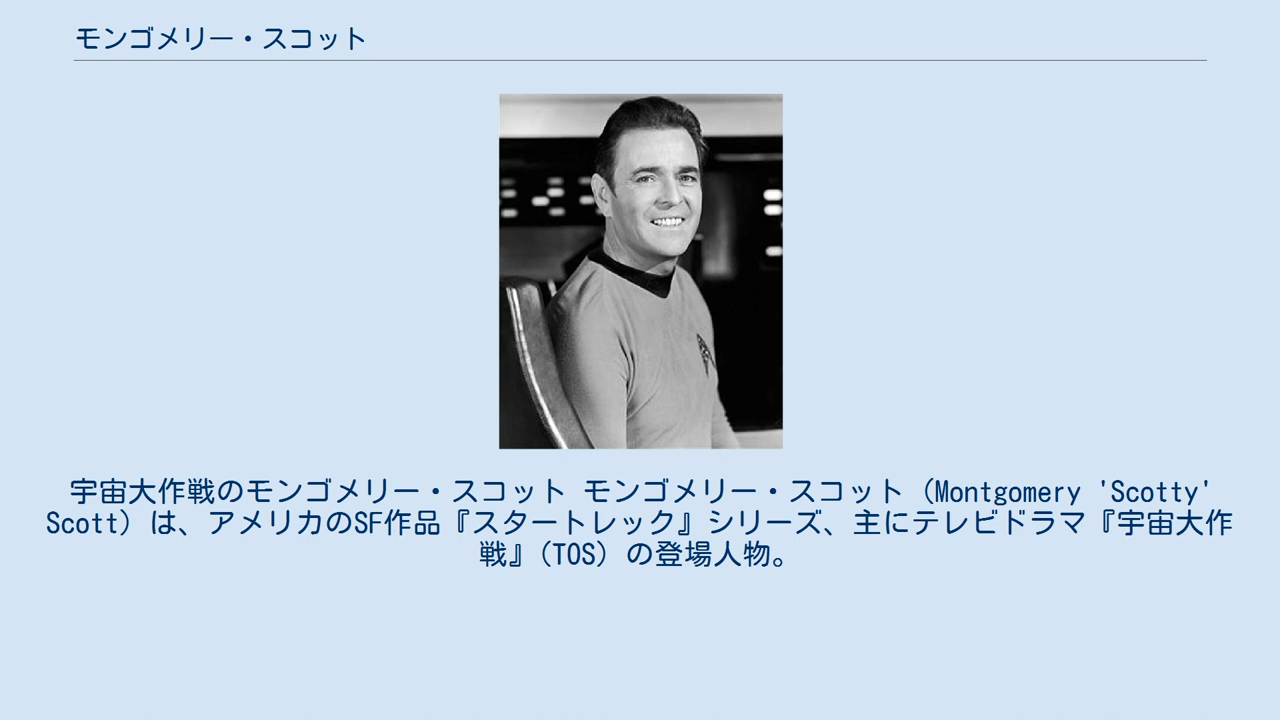 モンゴメリー・スコット
宇宙大作戦のモンゴメリー・スコット モンゴメリー・スコット（Montgomery 'Scotty'
Scott）は、アメリカのSF作品『スタートレック』シリーズ、主にテレビドラマ『宇宙大作
戦』（TOS）の登場人物。